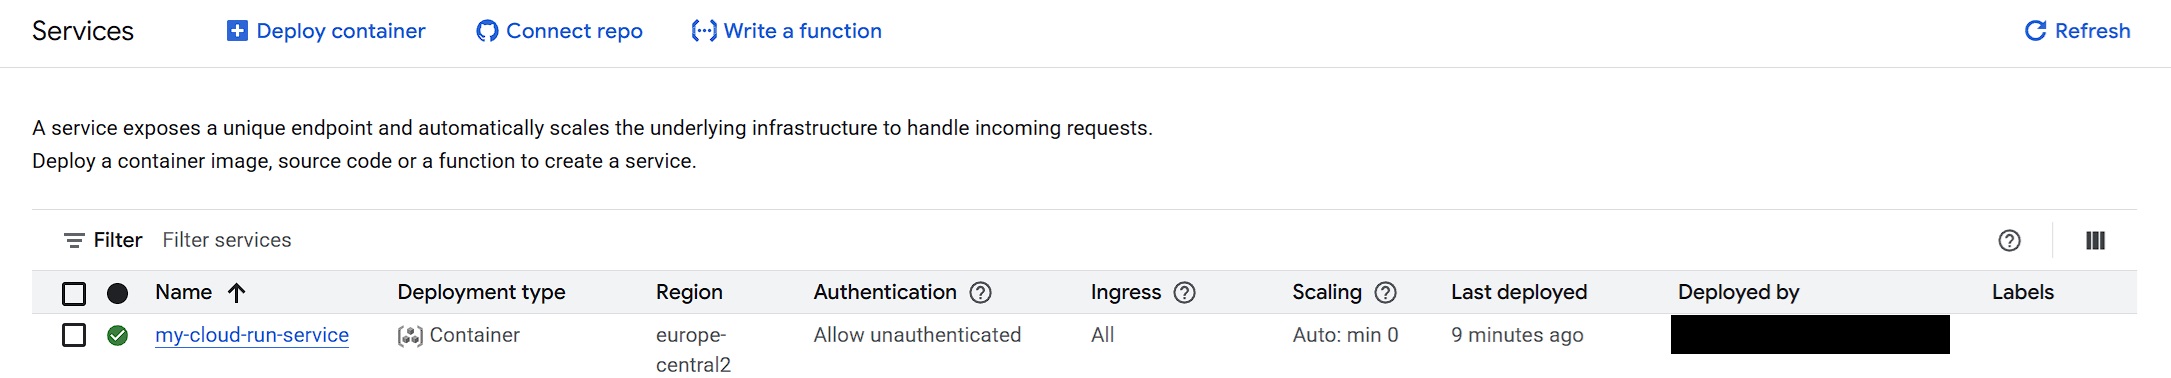 Services Deploy container Connect repo Write a function Refresh
A service exposes a unique endpoint and automatically scales the underlying infrastructure to handle incoming requests.
Deploy a container image, source code or a function to create a service.
Filter Filter services
Name Deployment type Region Authentication Ingress Scaling Last deployed Deployed by Labels
my-cloud-run-service Container europe- Allow unauthenticated All Auto: min 0 9 minutes ago
central2